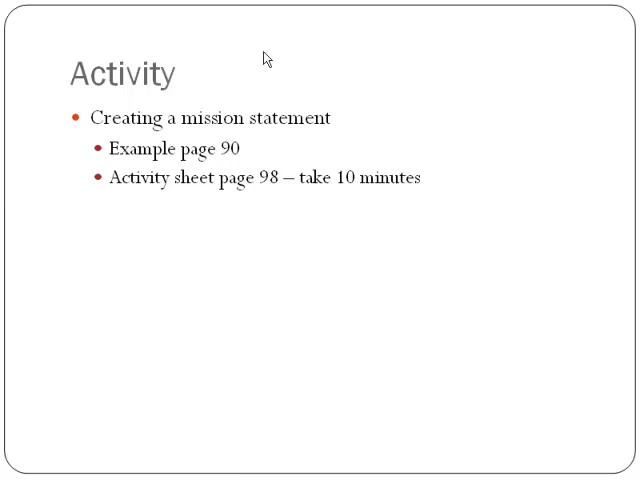 Activity
Creating a mission statement
Example page 90
Activity sheet page 98 – take 10 minutes